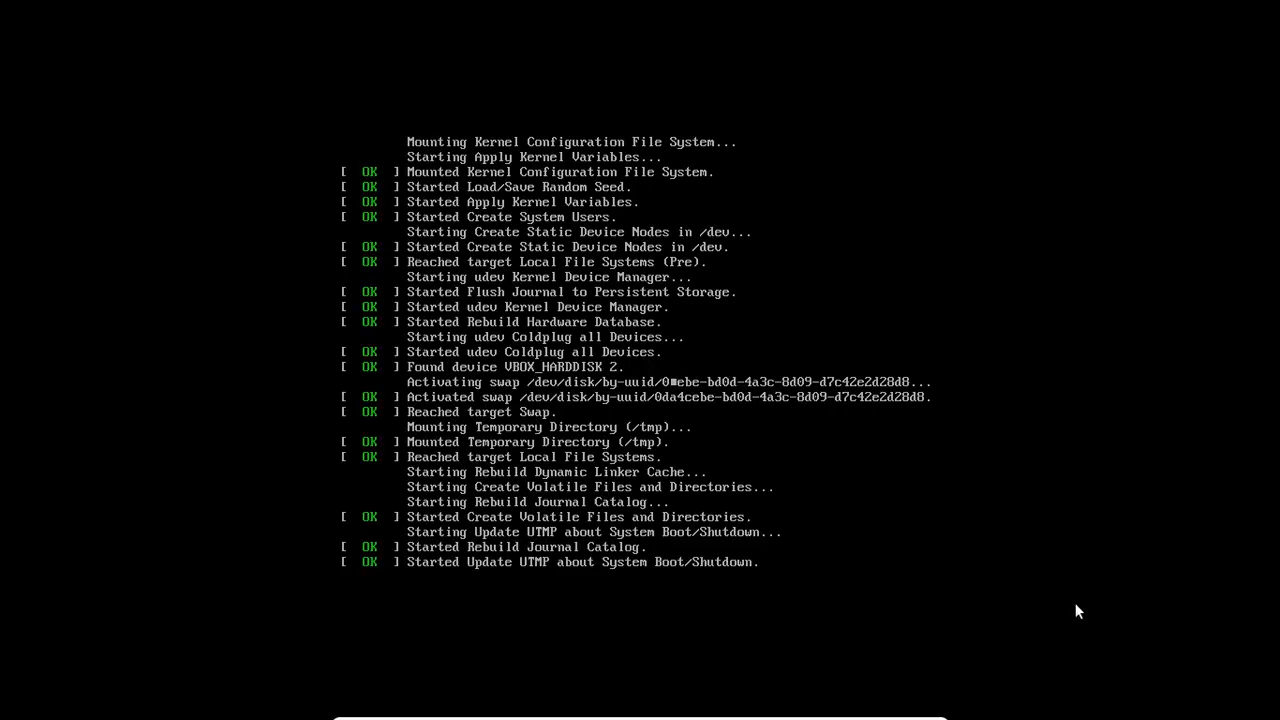 Mounting Kernel Configuration File System...
Starting Apply Kernel Variables...
[  OK  ] Mounted Kernel Configuration File System.
[  OK  ] Started Load/Save Random Seed.
[  OK  ] Started Apply Kernel Variables.
[  OK  ] Started Create System Users.
Starting Create Static Device Nodes in /dev...
[  OK  ] Started Create Static Device Nodes in /dev.
[  OK  ] Reached target Local File Systems (Pre).
Starting udev Kernel Device Manager...
[  OK  ] Started Flush Journal to Persistent Storage.
[  OK  ] Started udev Kernel Device Manager.
[  OK  ] Started Rebuild Hardware Database.
Starting udev Coldplug all Devices...
[  OK  ] Started udev Coldplug all Devices.
[  OK  ] Found device VBOX_HARDDISK 2.
Activating swap /dev/disk/by-uuid/0■ebe-bd0d-4a3c-8d09-d7c42e2d28d8...
[  OK  ] Activated swap /dev/disk/by-uuid/0da4cebe-bd0d-4a3c-8d09-d7c42e2d28d8.
[  OK  ] Reached target Swap.
Mounting Temporary Directory (/tmp)...
[  OK  ] Mounted Temporary Directory (/tmp).
[  OK  ] Reached target Local File Systems.
Starting Rebuild Dynamic Linker Cache...
Starting Create Volatile Files and Directories...
Starting Rebuild Journal Catalog...
[  OK  ] Started Create Volatile Files and Directories.
Starting Update UTMP about System Boot/Shutdown...
[  OK  ] Started Rebuild Journal Catalog.
[  OK  ] Started Update UTMP about System Boot/Shutdown.